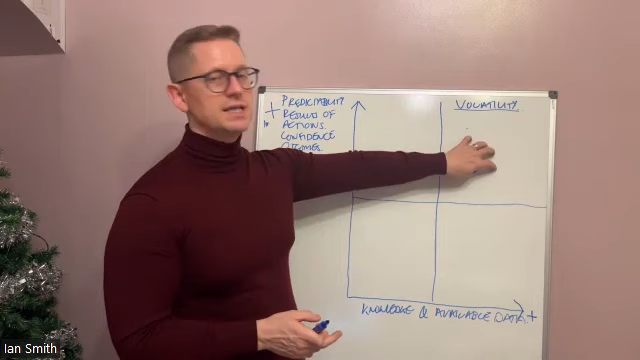 + PREDICTABILITY
RESULTS OF
ACTIONS.
CONFIDENCE
VOLATILITY
KNOWLEDGE & AVAILABLE DATA. +
Ian Smith